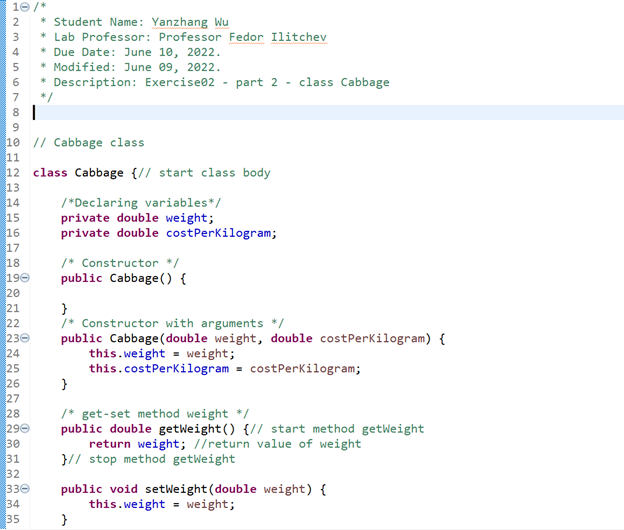 1 /*
2 * Student Name: Yanzhang Wu
3 * Lab Professor: Professor Fedor Ilitchev
4 * Due Date: June 10, 2022.
5 * Modified: June 09, 2022.
6 * Description: Exercise02 - part 2 - class Cabbage
7 */
8
9
10 // Cabbage class
11
12 class Cabbage {// start class body
13
14 /*Declaring variables*/
15 private double weight;
16 private double costPerKilogram;
17
18 /* Constructor */
19 public Cabbage() {
20
21 }
22 /* Constructor with arguments */
23 public Cabbage(double weight, double costPerKilogram) {
24 this.weight = weight;
25 this.costPerKilogram = costPerKilogram;
26 }
27
28 /* get-set method weight */
29 public double getWeight() {// start method getWeight
30 return weight; //return value of weight
31 }// stop method getWeight
32
33 public void setWeight(double weight) {
34 this.weight = weight;
35 }